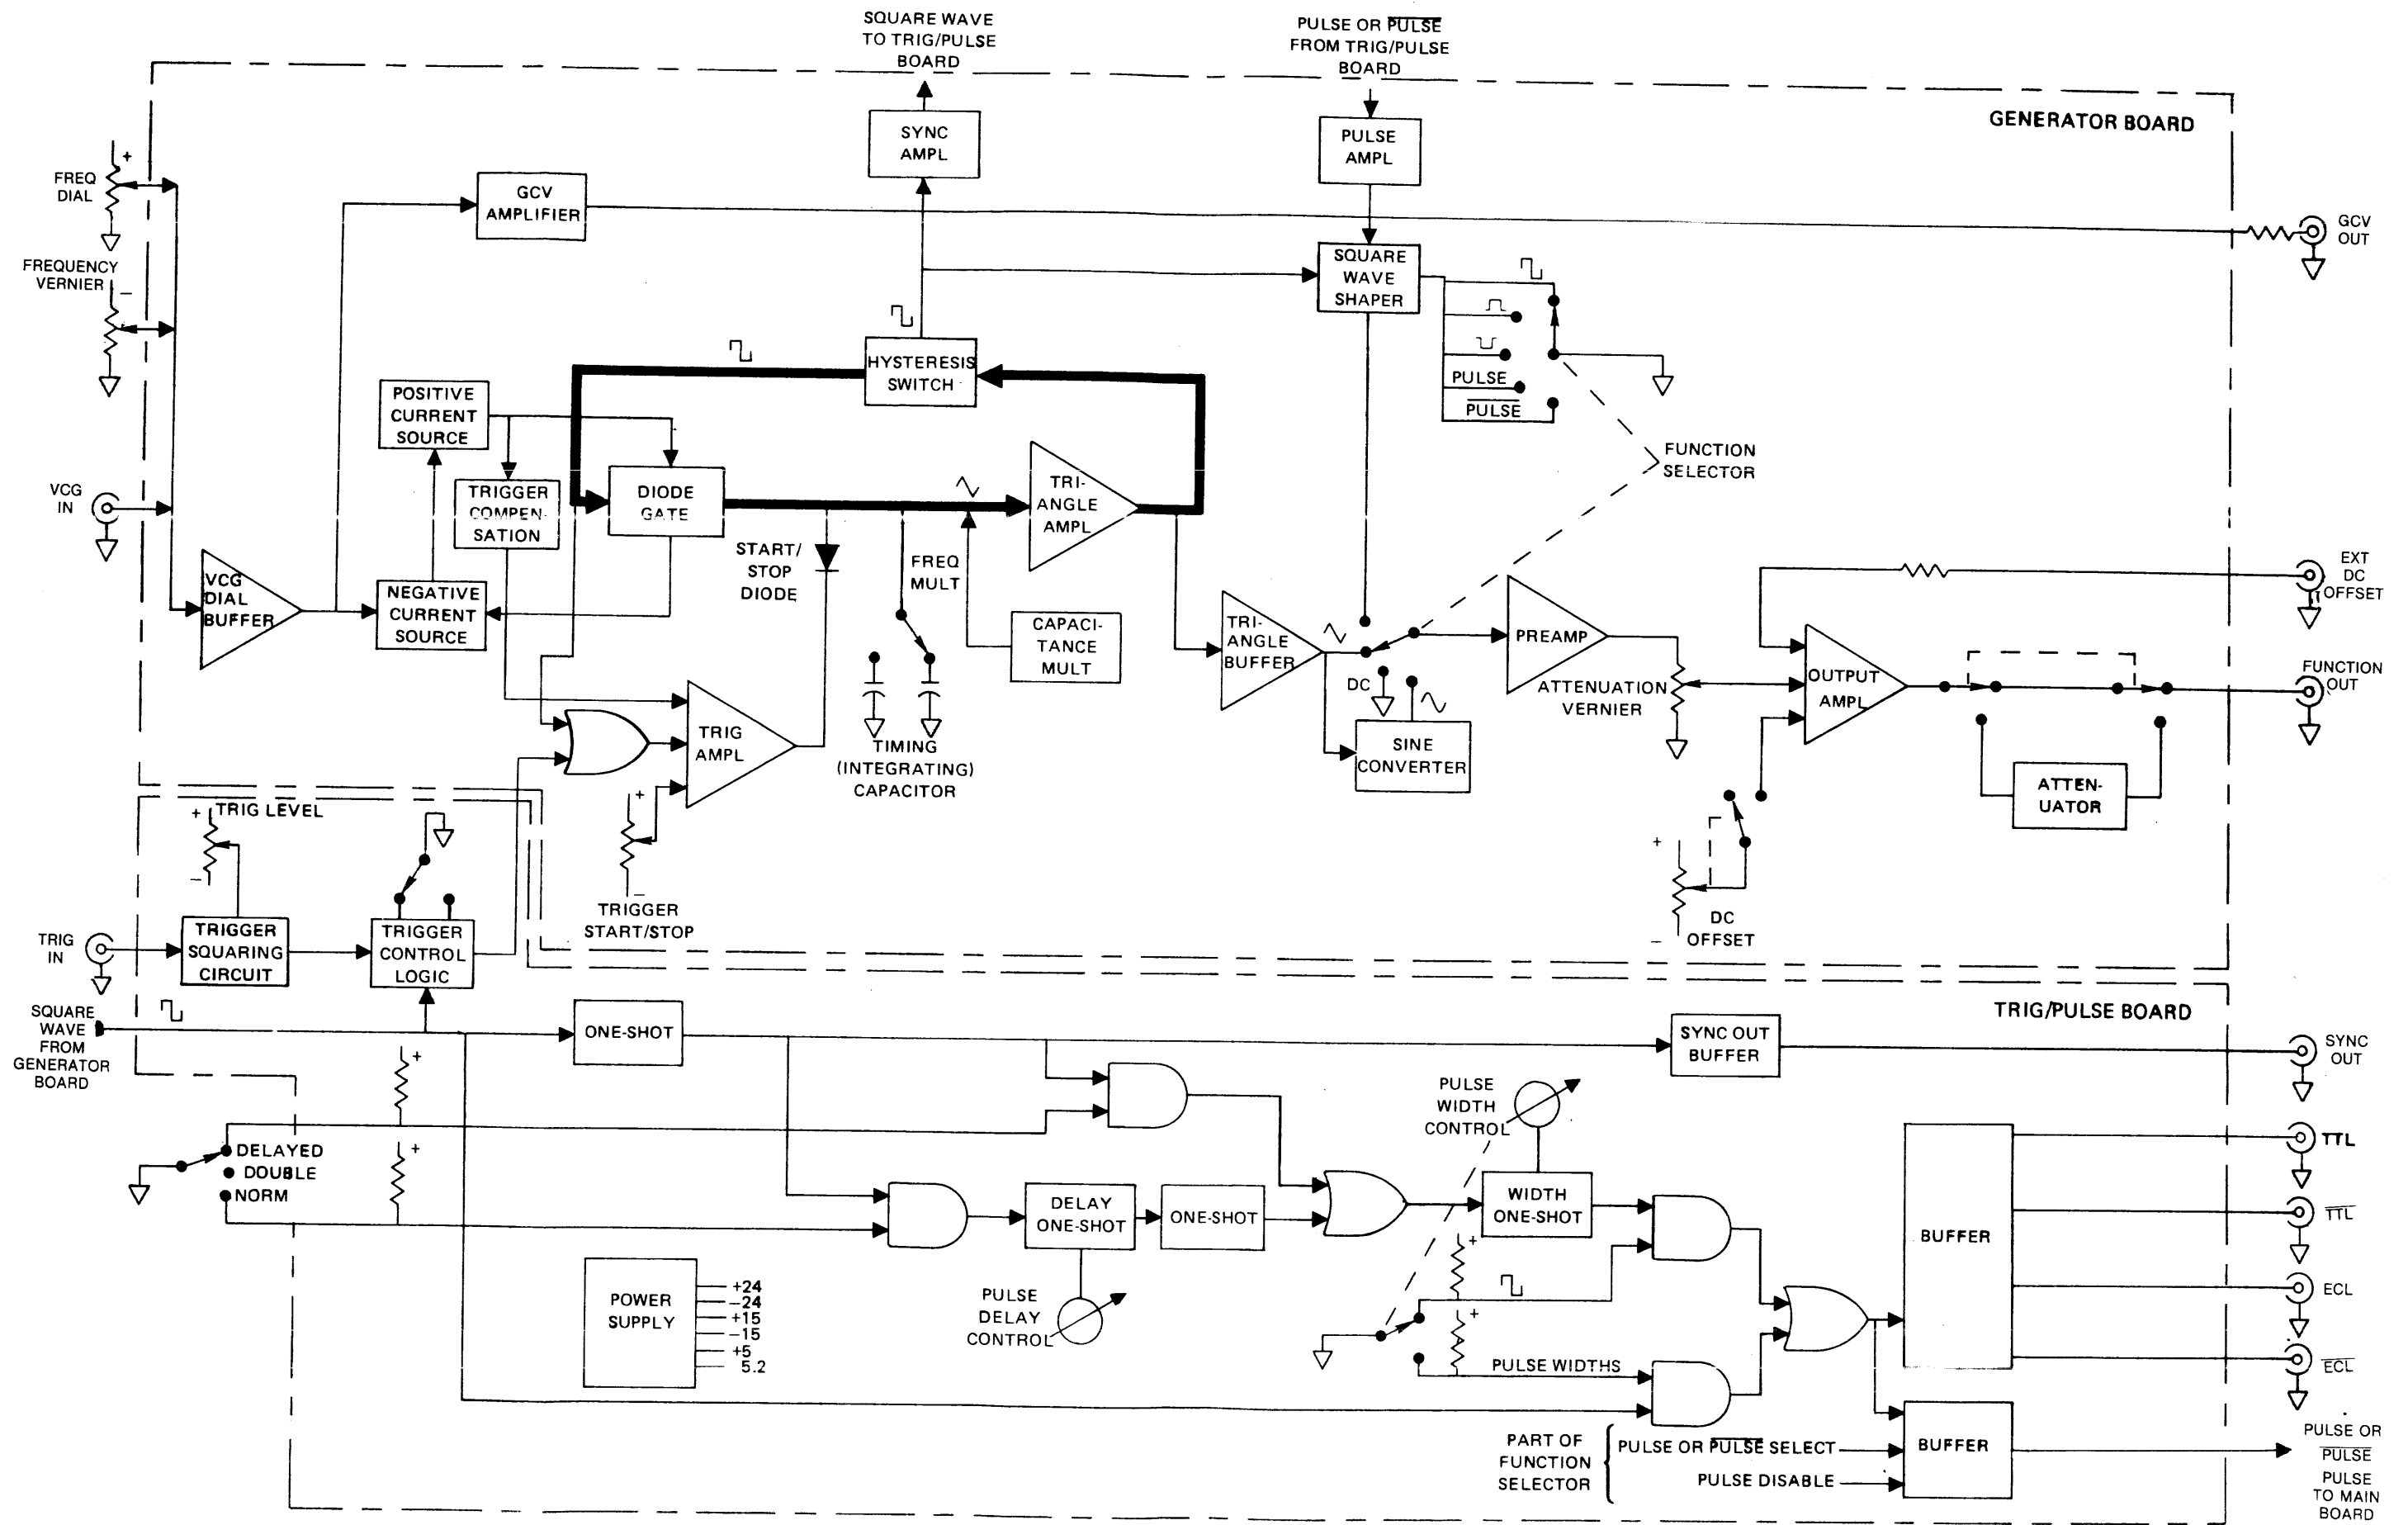 SQUARE WAVE
TO TRIG/PULSE
BOARD
PULSE OR PULSE
FROM TRIG/PULSE
BOARD
GENERATOR BOARD
SYNC
AMPL
PULSE
AMPL
+
FREQ
DIAL
GCV
AMPLIFIER
GCV
OUT
FREQUENCY
VERNIER
–
SQUARE
WAVE
SHAPER
HYSTERESIS
SWITCH
PULSE
PULSE
POSITIVE
CURRENT
SOURCE
FUNCTION
SELECTOR
VCG
IN
TRIGGER
COMPEN-
SATION
DIODE
GATE
TRI-
ANGLE
AMPL
START/
STOP
DIODE
FREQ
MULT
VCG
DIAL
BUFFER
NEGATIVE
CURRENT
SOURCE
CAPACI-
TANCE
MULT
TRI-
ANGLE
BUFFER
PREAMP
EXT
DC
OFFSET
DC
ATTENUATION
VERNIER
OUTPUT
AMPL
FUNCTION
OUT
TRIG
AMPL
TIMING
(INTEGRATING)
CAPACITOR
SINE
CONVERTER
ATTEN-
UATOR
+
TRIG LEVEL
–
+
–
TRIGGER
START/STOP
+
–
DC
OFFSET
TRIG
IN
TRIGGER
SQUARING
CIRCUIT
TRIGGER
CONTROL
LOGIC
SQUARE
WAVE
FROM
GENERATOR
BOARD
ONE-SHOT
TRIG/PULSE BOARD
SYNC OUT
BUFFER
SYNC
OUT
+
+
PULSE
WIDTH
CONTROL
DELAYED
DOUBLE
NORM
TTL
DELAY
ONE-SHOT
ONE-SHOT
WIDTH
ONE-SHOT
TTL
BUFFER
POWER
SUPPLY
+24
–24
+15
–15
+5
5.2
PULSE
DELAY
CONTROL
+
+
ECL
PULSE WIDTHS
ECL
PART OF
FUNCTION
SELECTOR
PULSE OR PULSE SELECT
PULSE DISABLE
BUFFER
PULSE OR
PULSE
PULSE
TO MAIN
BOARD